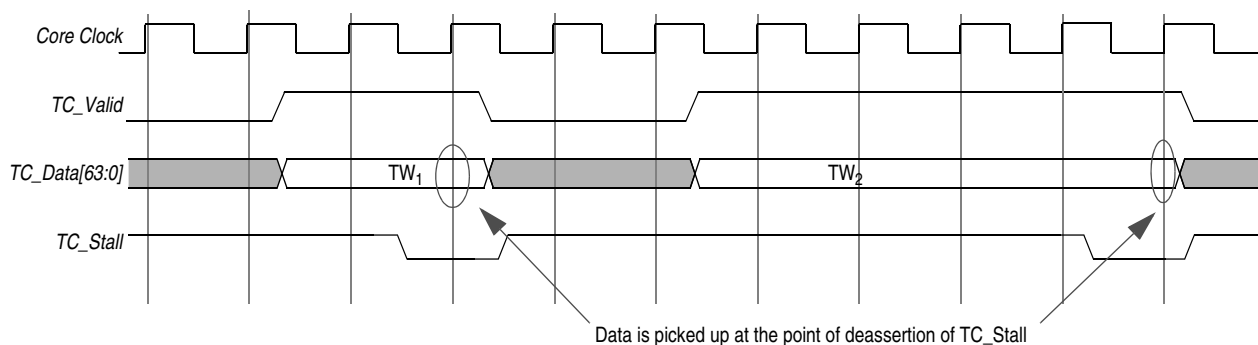 Core Clock
TC_Valid
TC_Data[63:0]
TW1
TW2
TC_Stall
Data is picked up at the point of deassertion of TC_Stall